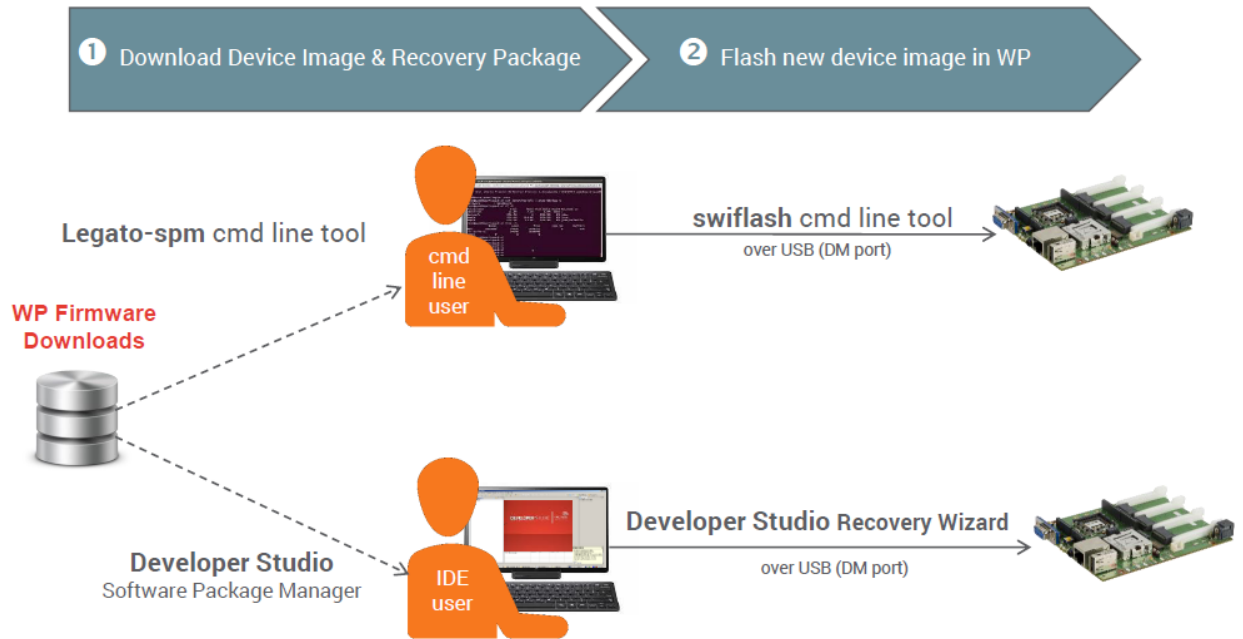 ❶ Download Device Image & Recovery Package
❷ Flash new device image in WP
Legato-spm cmd line tool
cmd
line
user
swiflash cmd line tool
over USB (DM port)
WP Firmware
Downloads
Developer Studio
Software Package Manager
IDE
user
Developer Studio Recovery Wizard
over USB (DM port)